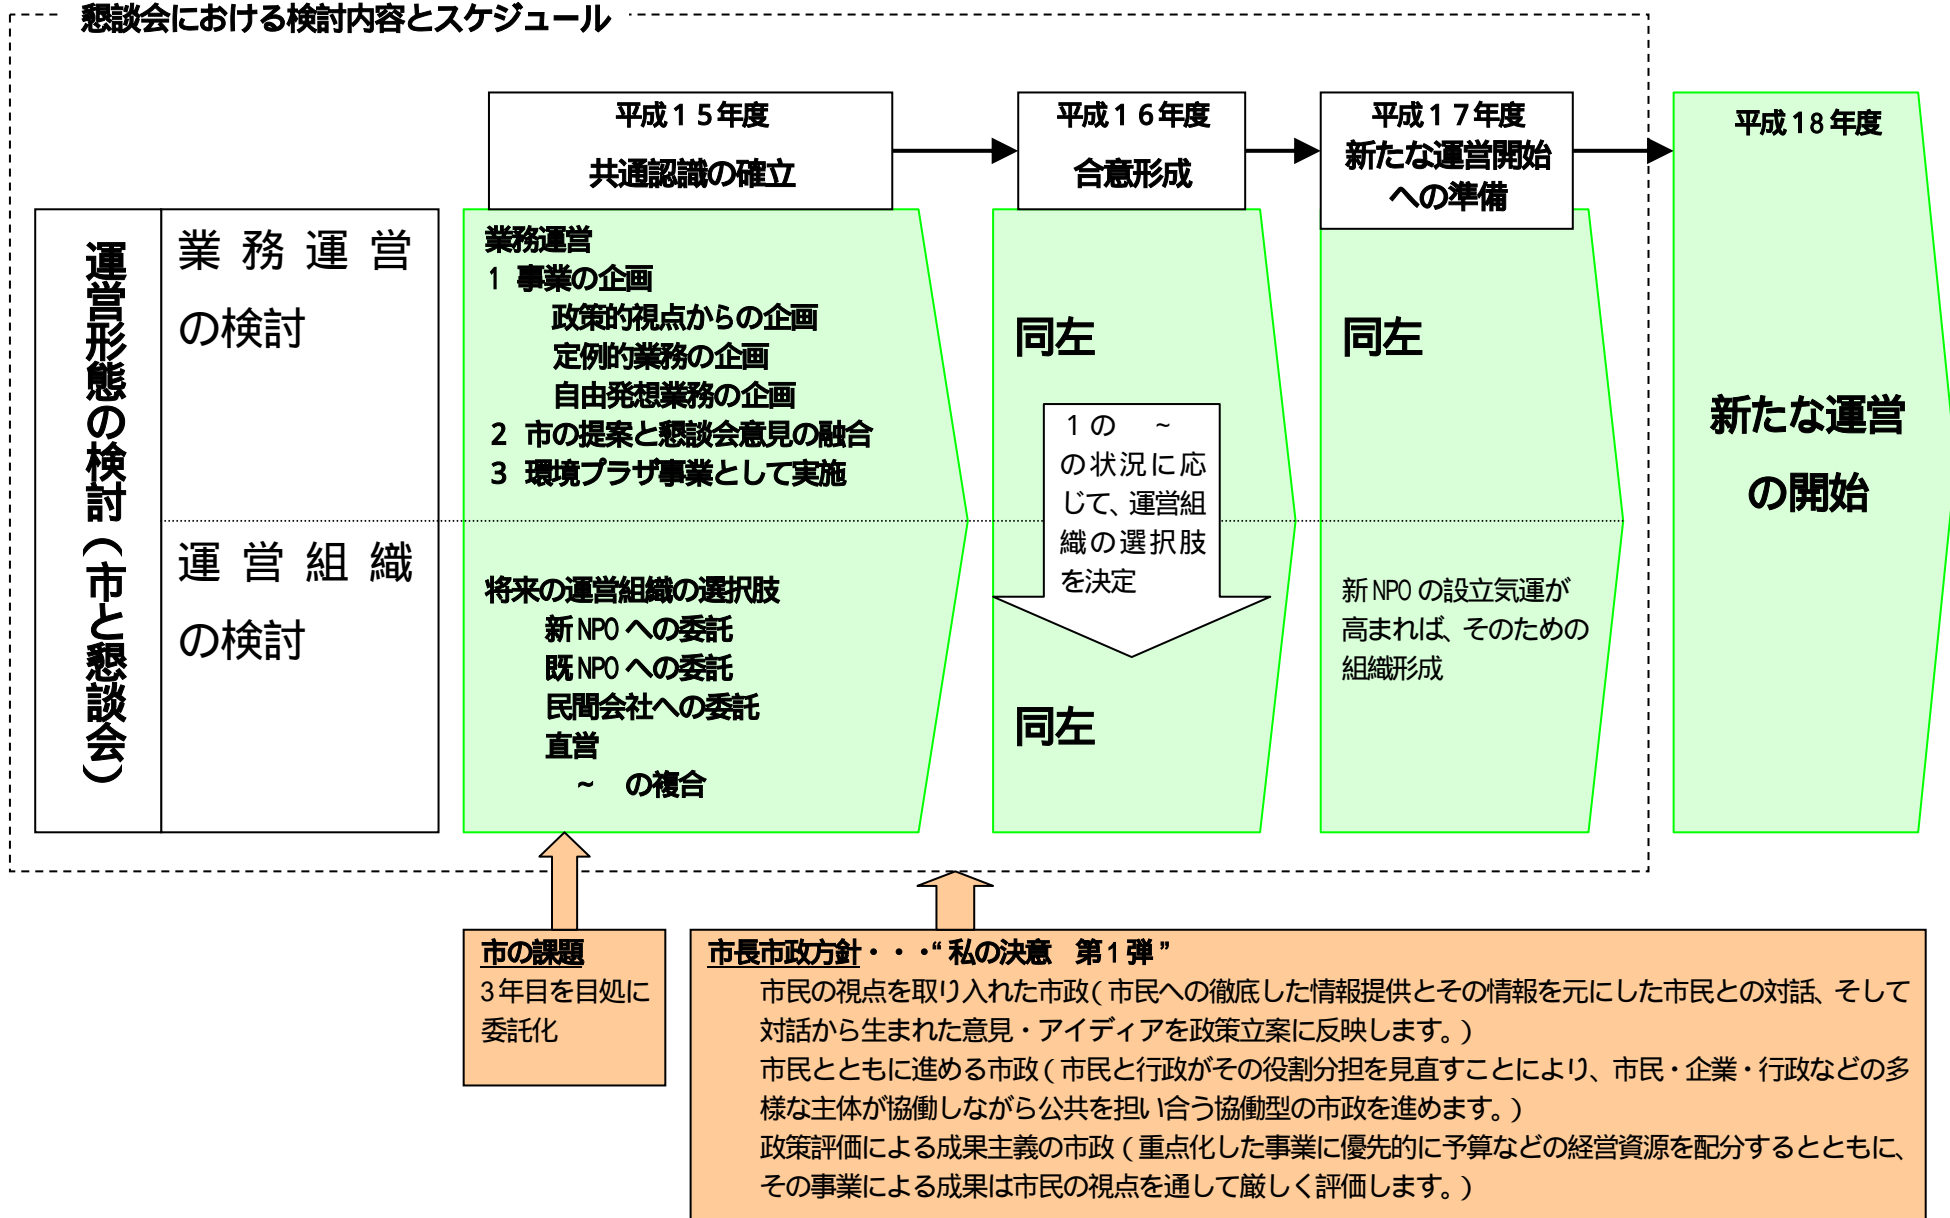 懇談会における検討内容とスケジュール
平成15年度
共通認識の確立
平成16年度
合意形成
平成17年度
新たな運営開始
への準備
平成18年度
新たな運営
の開始
運営形態の検討（市と懇談会）
業務運営
の検討
運営組織
の検討
業務運営
1 事業の企画
政策的視点からの企画
定例的業務の企画
自由発想業務の企画
2 市の提案と懇談会意見の融合
3 環境プラザ事業として実施
将来の運営組織の選択肢
新NPOへの委託
既NPOへの委託
民間会社への委託
直営
~ の複合
同左
1の ~
の状況に応
じて、運営組
織の選択肢
を決定
同左
同左
新NPOの設立気運が
高まれば、そのための
組織形成
市の課題
3年目を目処に
委託化
市長市政方針・・・“私の決意 第1弾”
市民の視点を取り入れた市政(市民への徹底した情報提供とその情報を元にした市民との対話、そして
対話から生まれた意見・アイディアを政策立案に反映します。)
市民とともに進める市政(市民と行政がその役割分担を見直すことにより、市民・企業・行政などの多
様な主体が協働しながら公共を担い合う協働型の市政を進めます。)
政策評価による成果主義の市政(重点化した事業に優先的に予算などの経営資源を配分するとともに、
その事業による成果は市民の視点を通して厳しく評価します。)